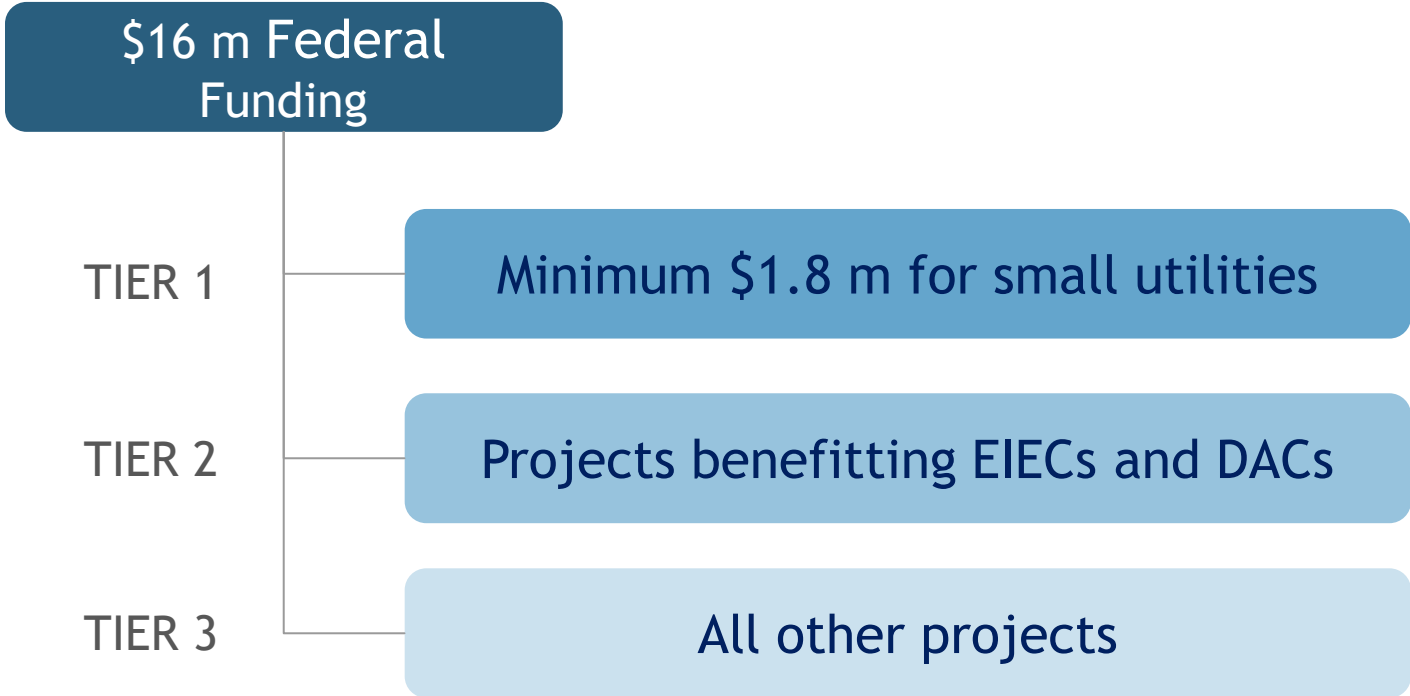 $16 m Federal
Funding
TIER 1
Minimum $1.8 m for small utilities
TIER 2
Projects benefitting EIECs and DACs
TIER 3
All other projects